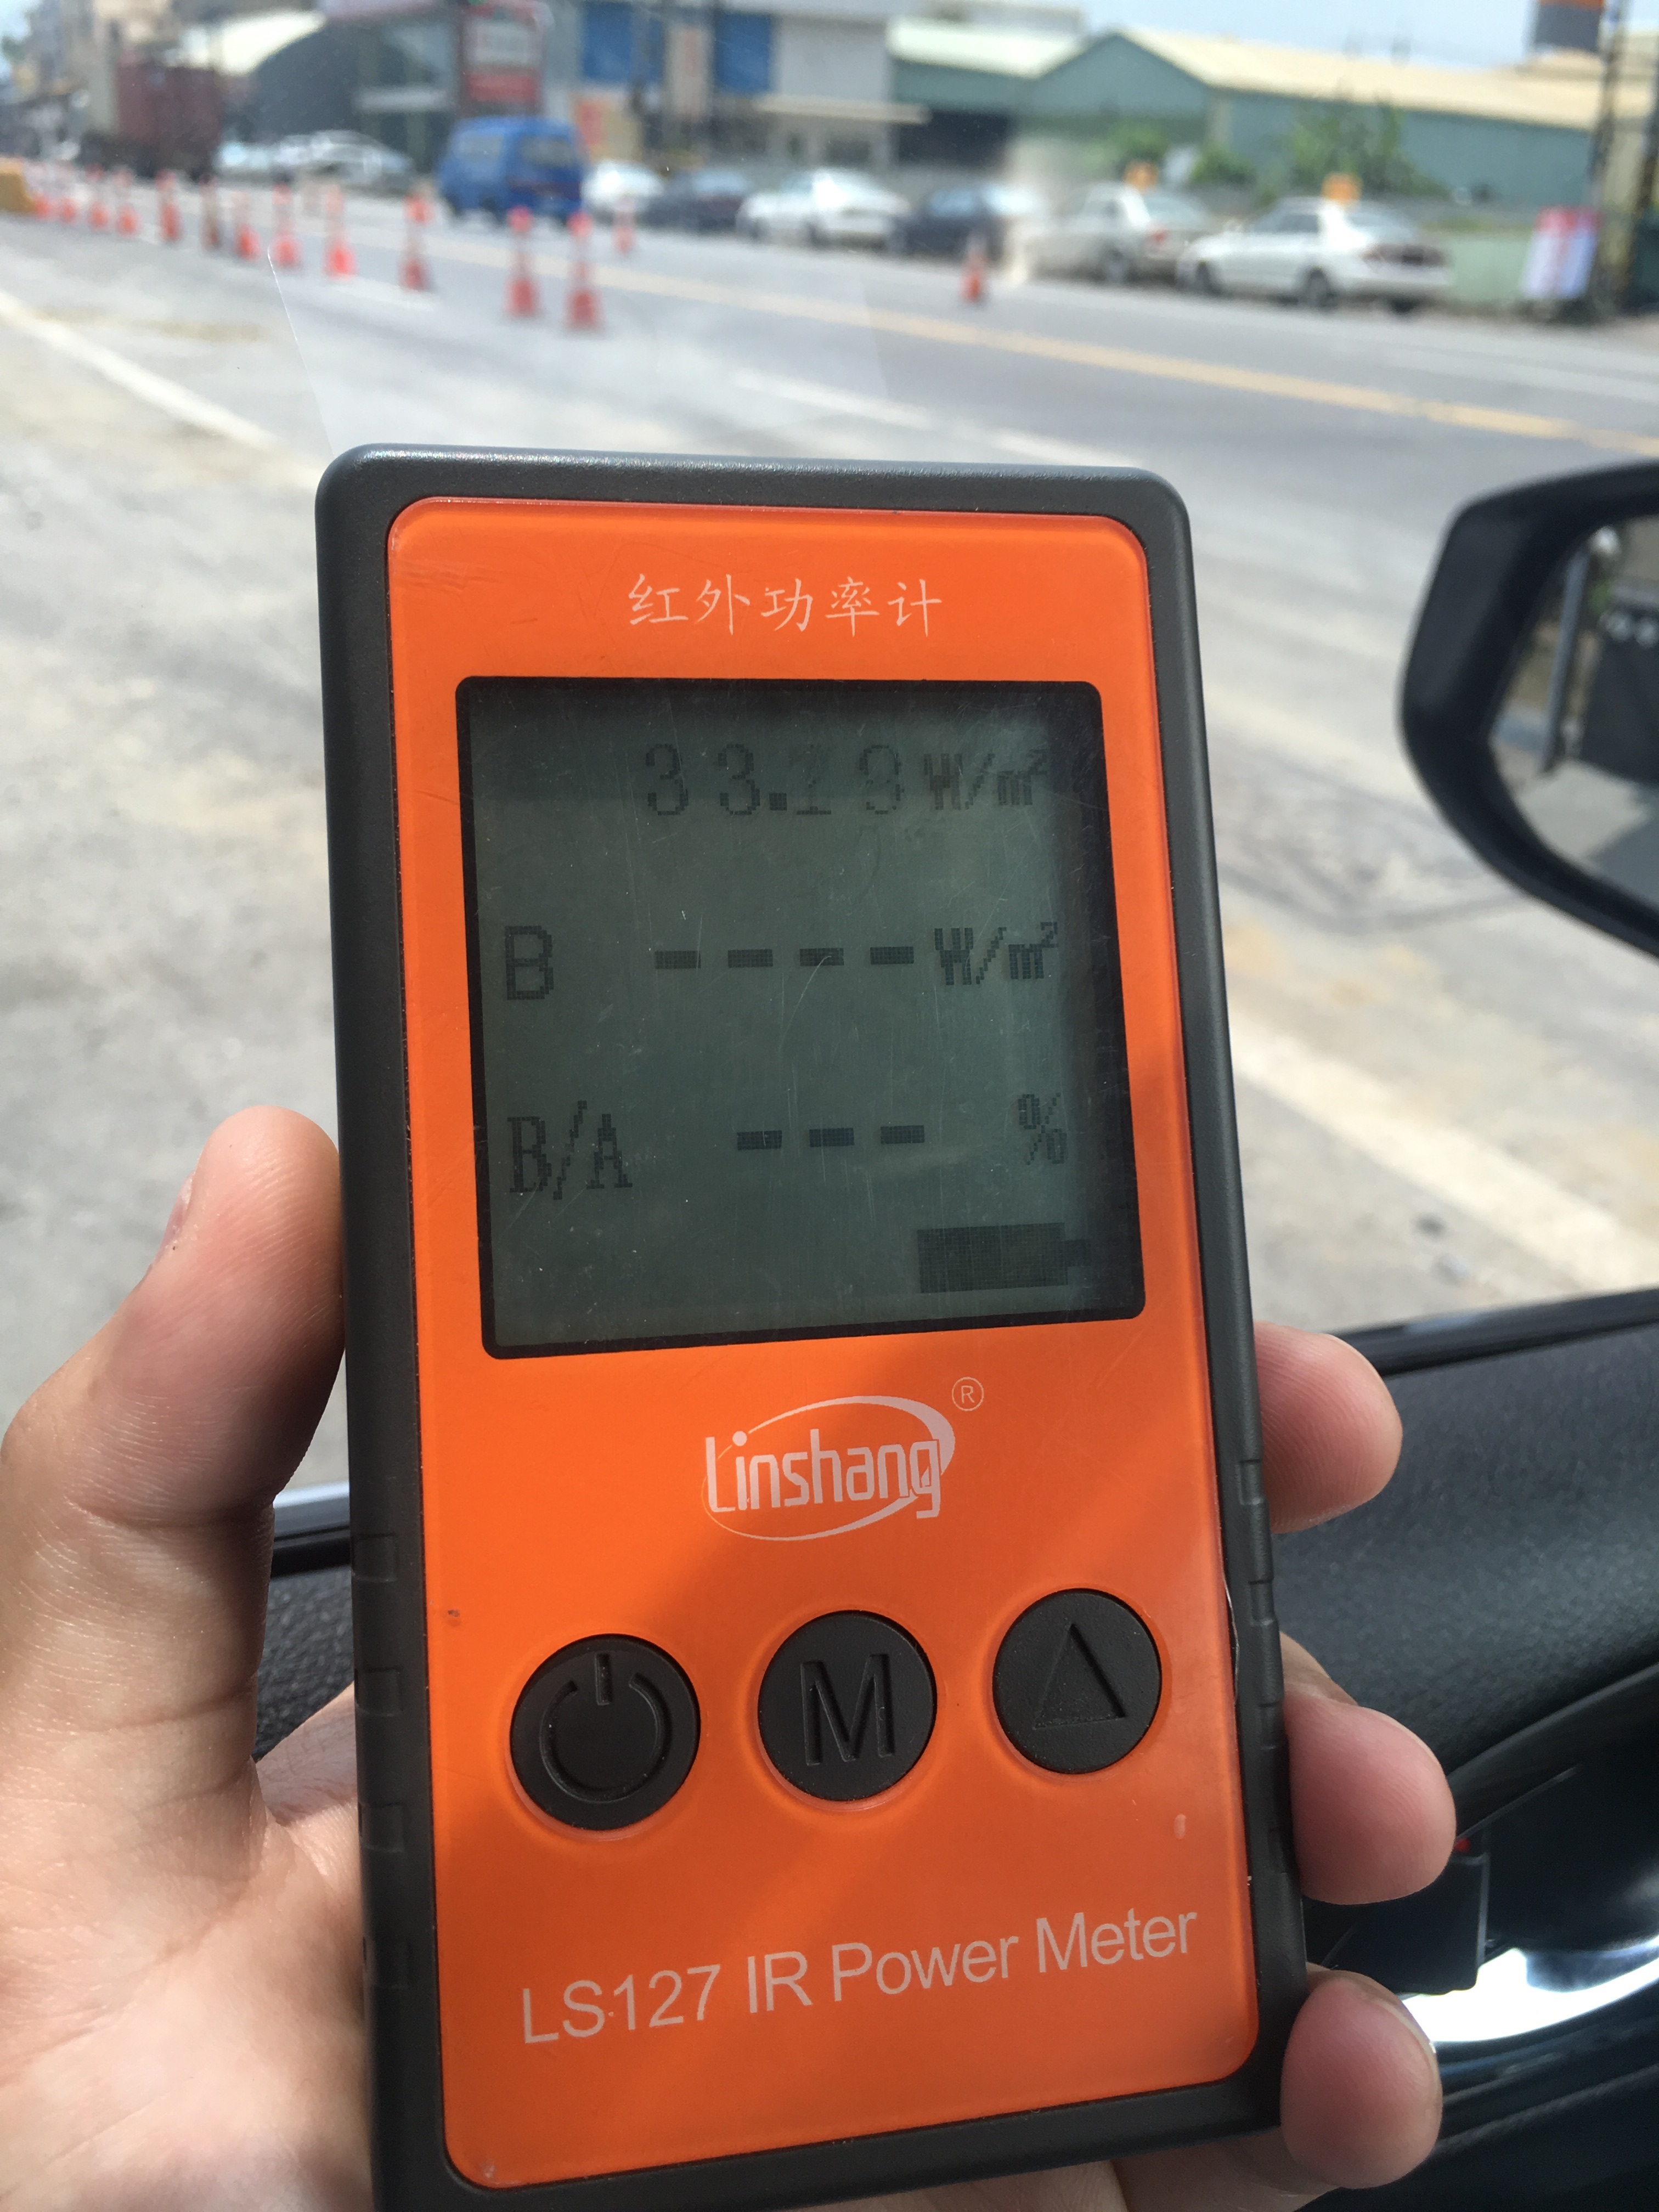 红外功率计
33.19 W/m²
B ---- W/m²
B/A --- %
Linshang®
M
LS127 IR Power Meter